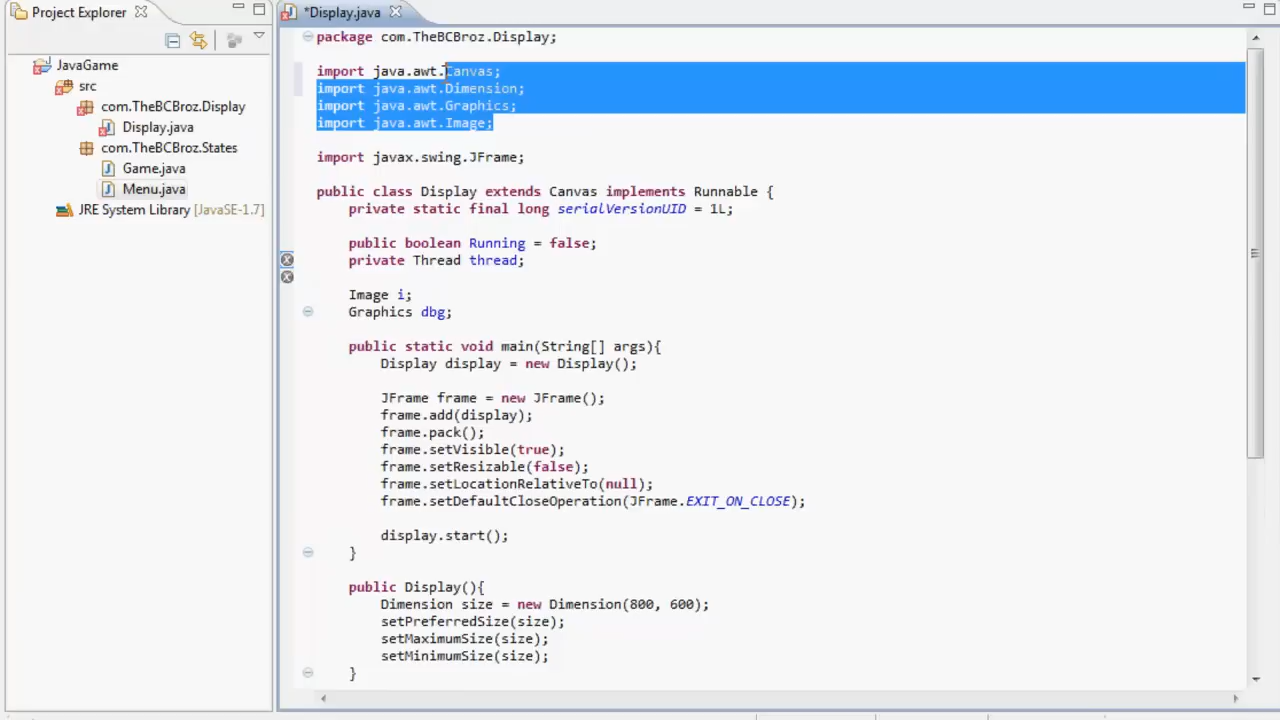 Project Explorer
JavaGame
src
com.TheBCBroz.Display
Display.java
com.TheBCBroz.States
Game.java
Menu.java
JRE System Library [JavaSE-1.7]
*Display.java
package com.TheBCBroz.Display;
import java.awt.Canvas;
import java.awt.Dimension;
import java.awt.Graphics;
import java.awt.Image;
import javax.swing.JFrame;
public class Display extends Canvas implements Runnable {
private static final long serialVersionUID = 1L;
public boolean Running = false;
private Thread thread;
Image i;
Graphics dbg;
public static void main(String[] args){
Display display = new Display();
JFrame frame = new JFrame();
frame.add(display);
frame.pack();
frame.setVisible(true);
frame.setResizable(false);
frame.setLocationRelativeTo(null);
frame.setDefaultCloseOperation(JFrame.EXIT_ON_CLOSE);
display.start();
}
public Display(){
Dimension size = new Dimension(800, 600);
setPreferredSize(size);
setMaximumSize(size);
setMinimumSize(size);
}